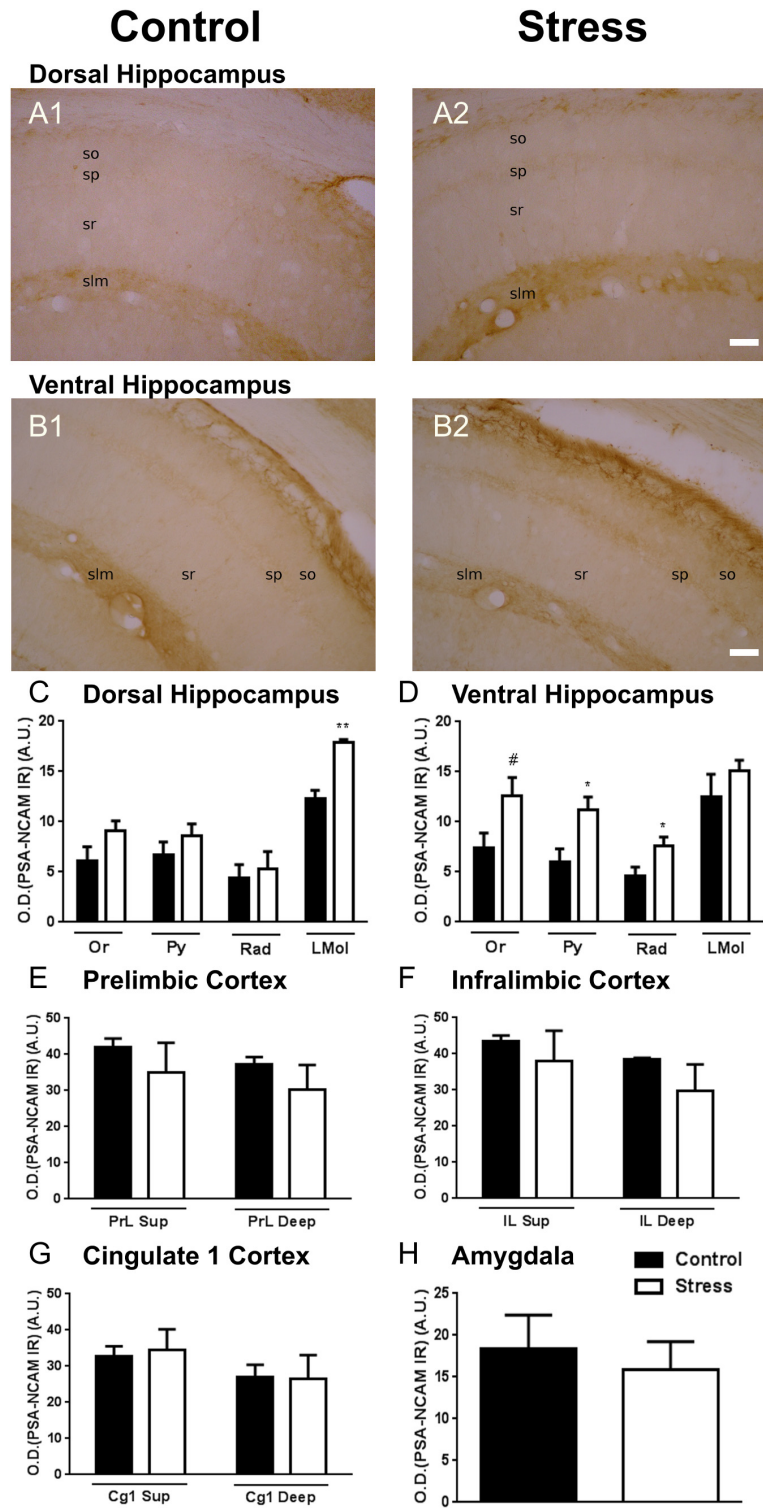 Control Stress
Dorsal Hippocampus
A1 A2
so so
sp sp
sr sr
slm slm
Ventral Hippocampus
B1 B2
slm sr sp so slm sr sp so
C Dorsal Hippocampus
O.D.(PSA-NCAM IR) (A.U.)
20
15
10
5
0
**
Or Py Rad LMol
D Ventral Hippocampus
O.D.(PSA-NCAM IR) (A.U.)
20
15
10
5
0
# * *
Or Py Rad LMol
E Prelimbic Cortex
O.D.(PSA-NCAM IR) (A.U.)
50
40
30
20
10
0
PrL Sup PrL Deep
F Infralimbic Cortex
O.D.(PSA-NCAM IR) (A.U.)
50
40
30
20
10
0
IL Sup IL Deep
G Cingulate 1 Cortex
O.D.(PSA-NCAM IR) (A.U.)
50
40
30
20
10
0
Cg1 Sup Cg1 Deep
H Amygdala
Control
Stress
O.D.(PSA-NCAM IR) (A.U.)
25
20
15
10
5
0